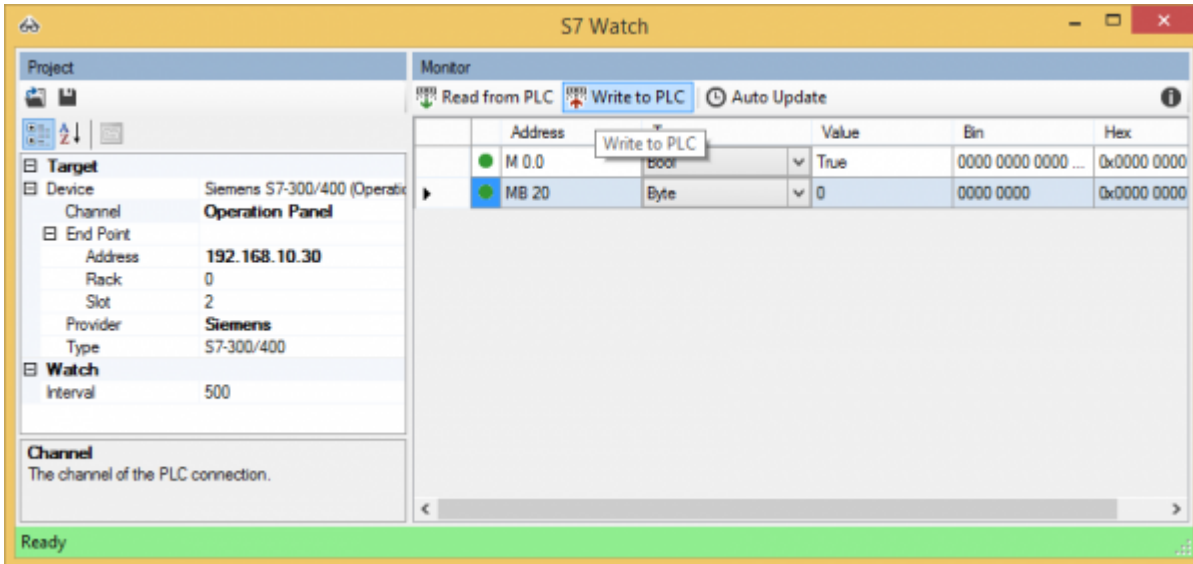 S7 Watch
Project
Target
Device Siemens S7-300/400
Channel Operation Panel
End Point
Address 192.168.10.30
Rack 0
Slot 2
Provider Siemens
Type S7-300/400
Watch
Interval 500
Channel
The channel of the PLC connection.
Monitor
Read from PLC Write to PLC Auto Update
Address Value Bin Hex
Write to PLC
M 0.0 Bool True 0000 0000 0000 ... 0x0000 0000
MB 20 Byte 0 0000 0000 0x0000 0000
Ready